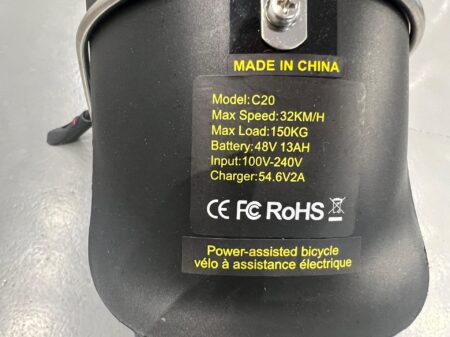 MADE IN CHINA
Model:C20
Max Speed:32KM/H
Max Load:150KG
Battery:48V 13AH
Input:100V-240V
Charger:54.6V2A
CE FC RoHS
Power-assisted bicycle
vélo à assistance électrique